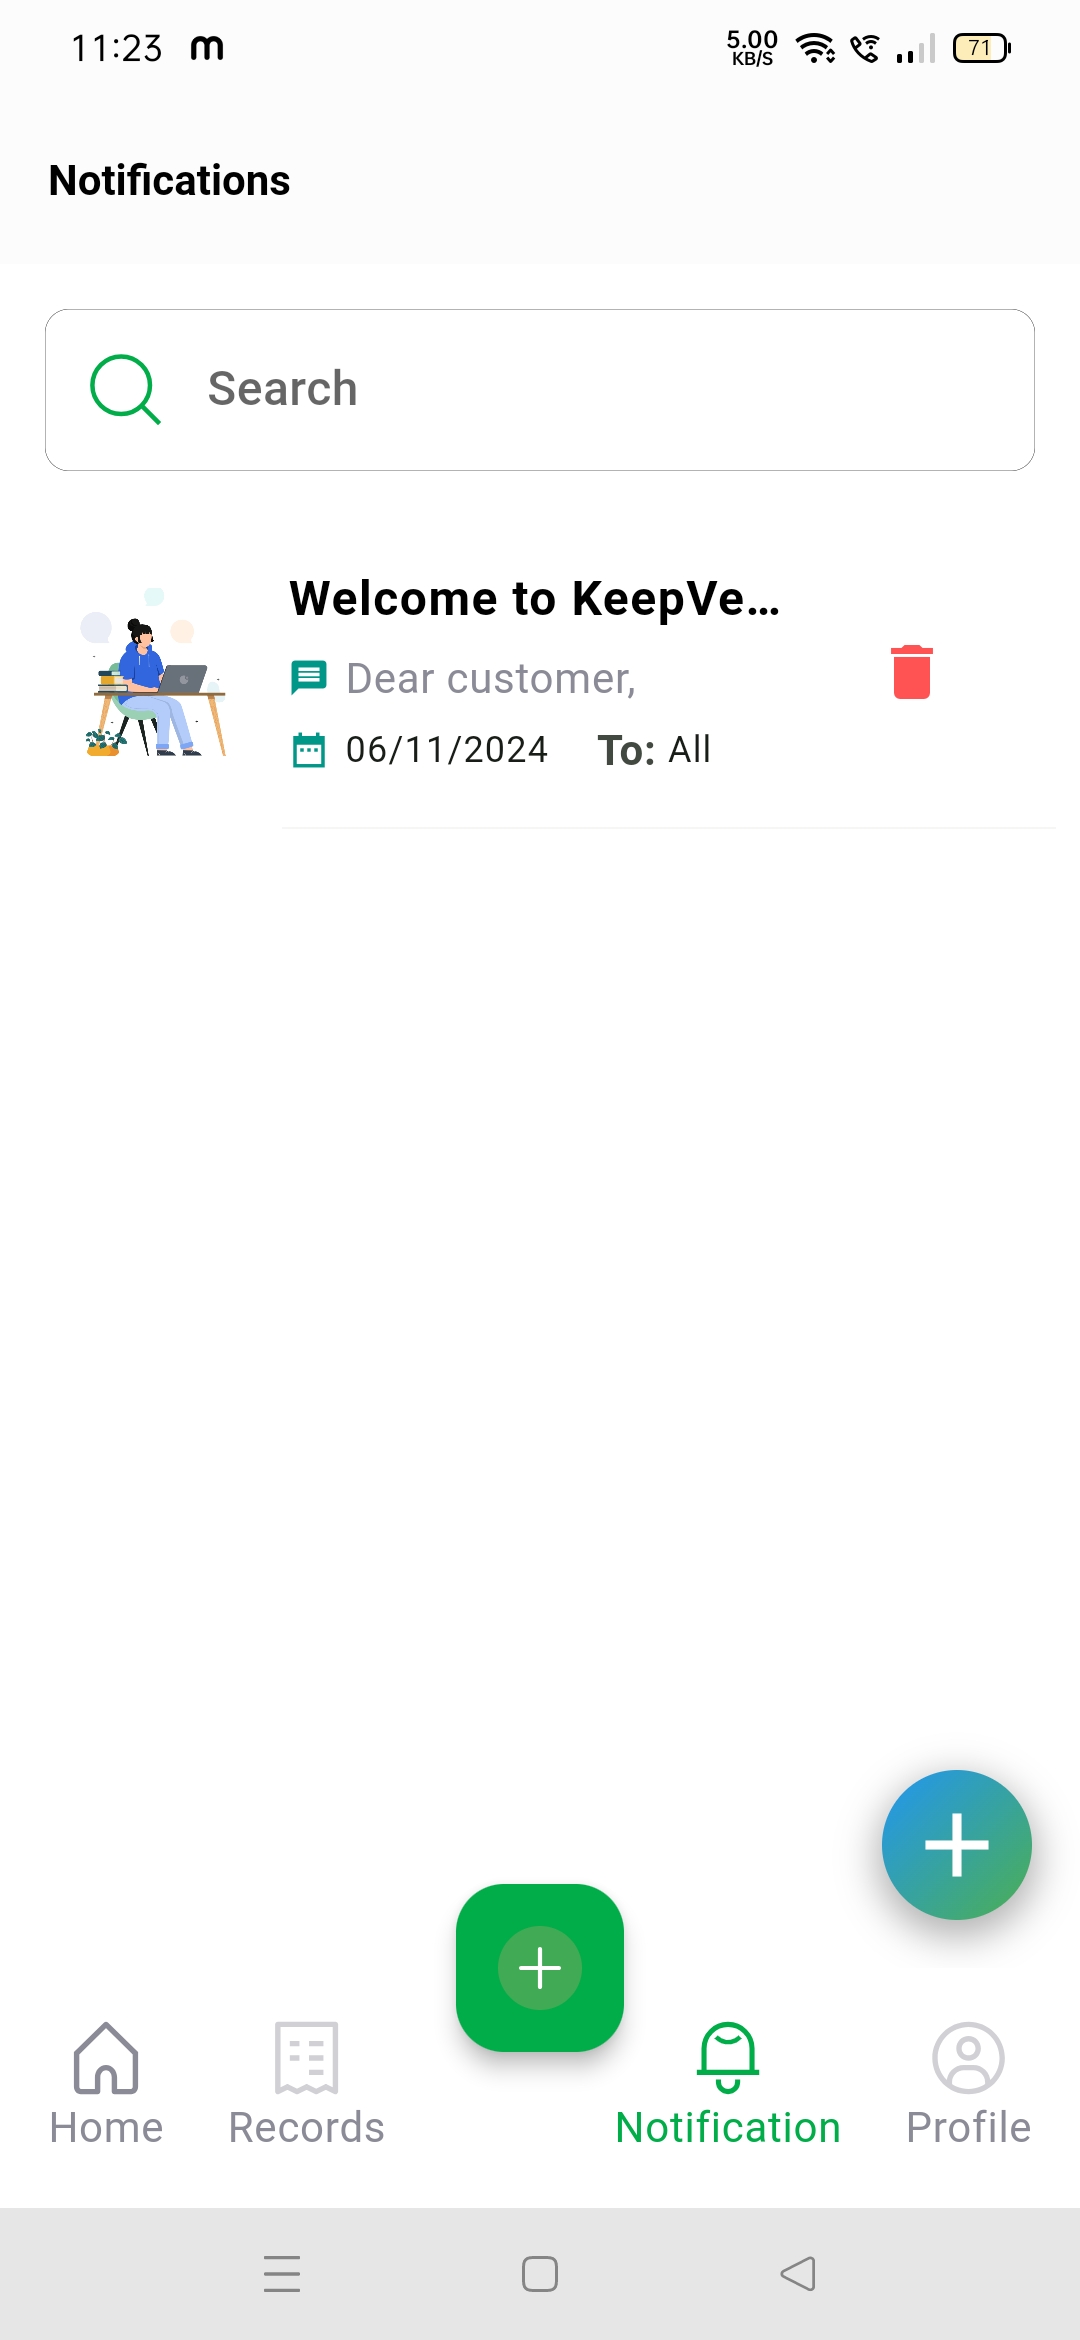 11:23 m
5.00
KB/S
71
Notifications
Search
Welcome to KeepVe...
Dear customer,
06/11/2024 To: All
Home Records Notification Profile